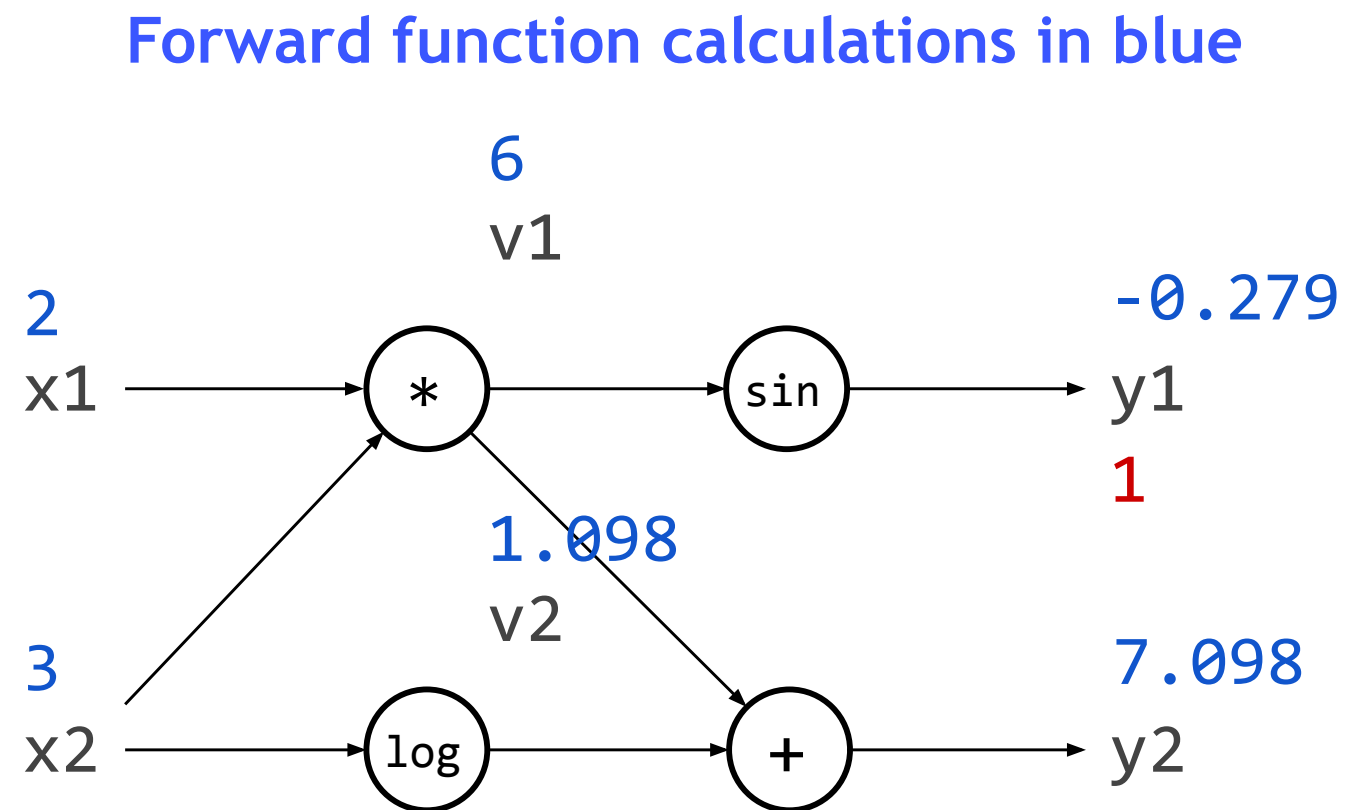 Forward function calculations in blue
6
v1
2
x1
*
sin
-0.279
y1
1
1.098
v2
3
x2
log
+
7.098
y2